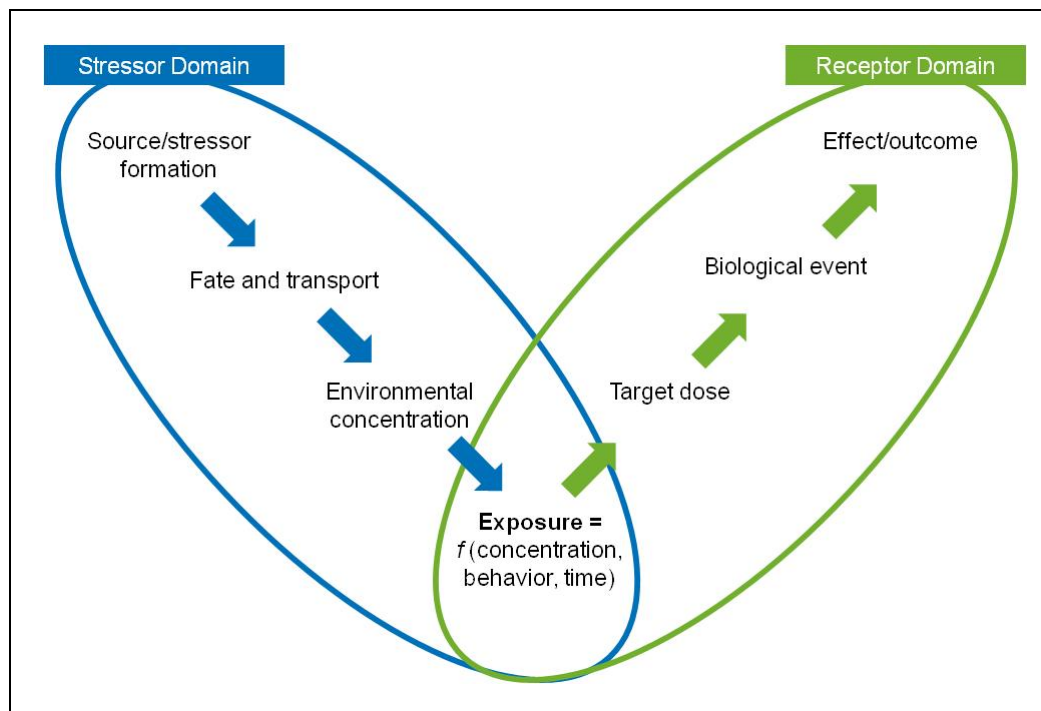 Stressor Domain
Receptor Domain
Source/stressor
formation
Effect/outcome
Fate and transport
Biological event
Environmental
concentration
Target dose
Exposure =
f (concentration,
behavior, time)